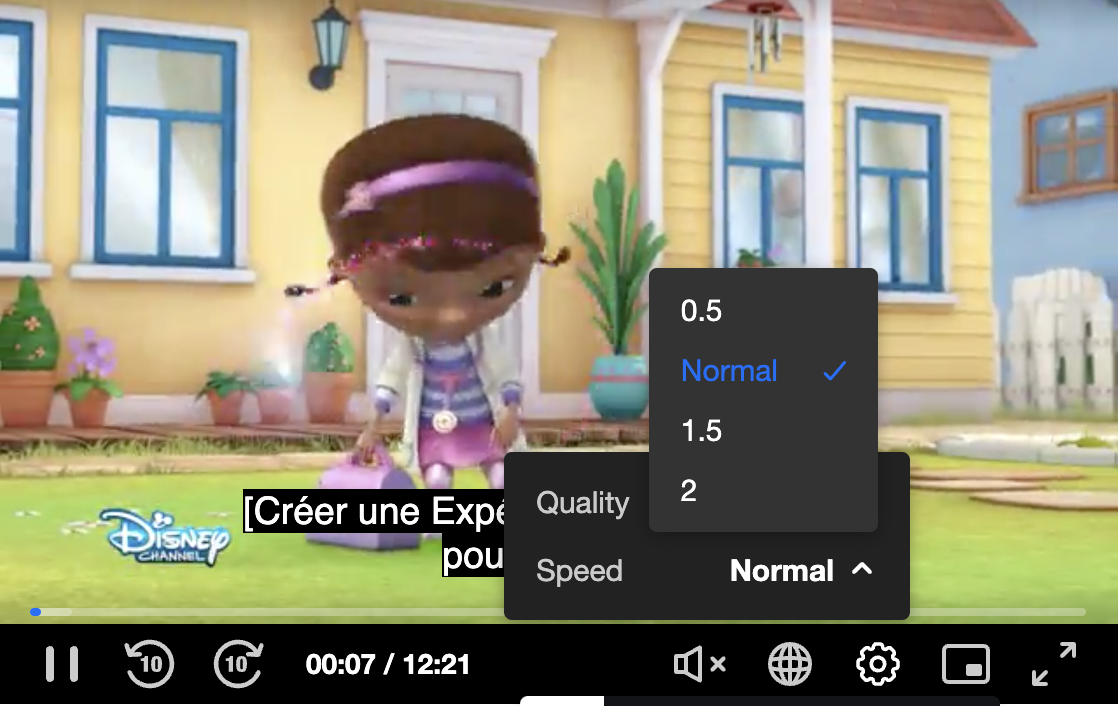 0.5
Normal
1.5
2
[Créer une
Quality
pou
Speed
Normal
Disney
CHANNEL
10
10
00:07 / 12:21